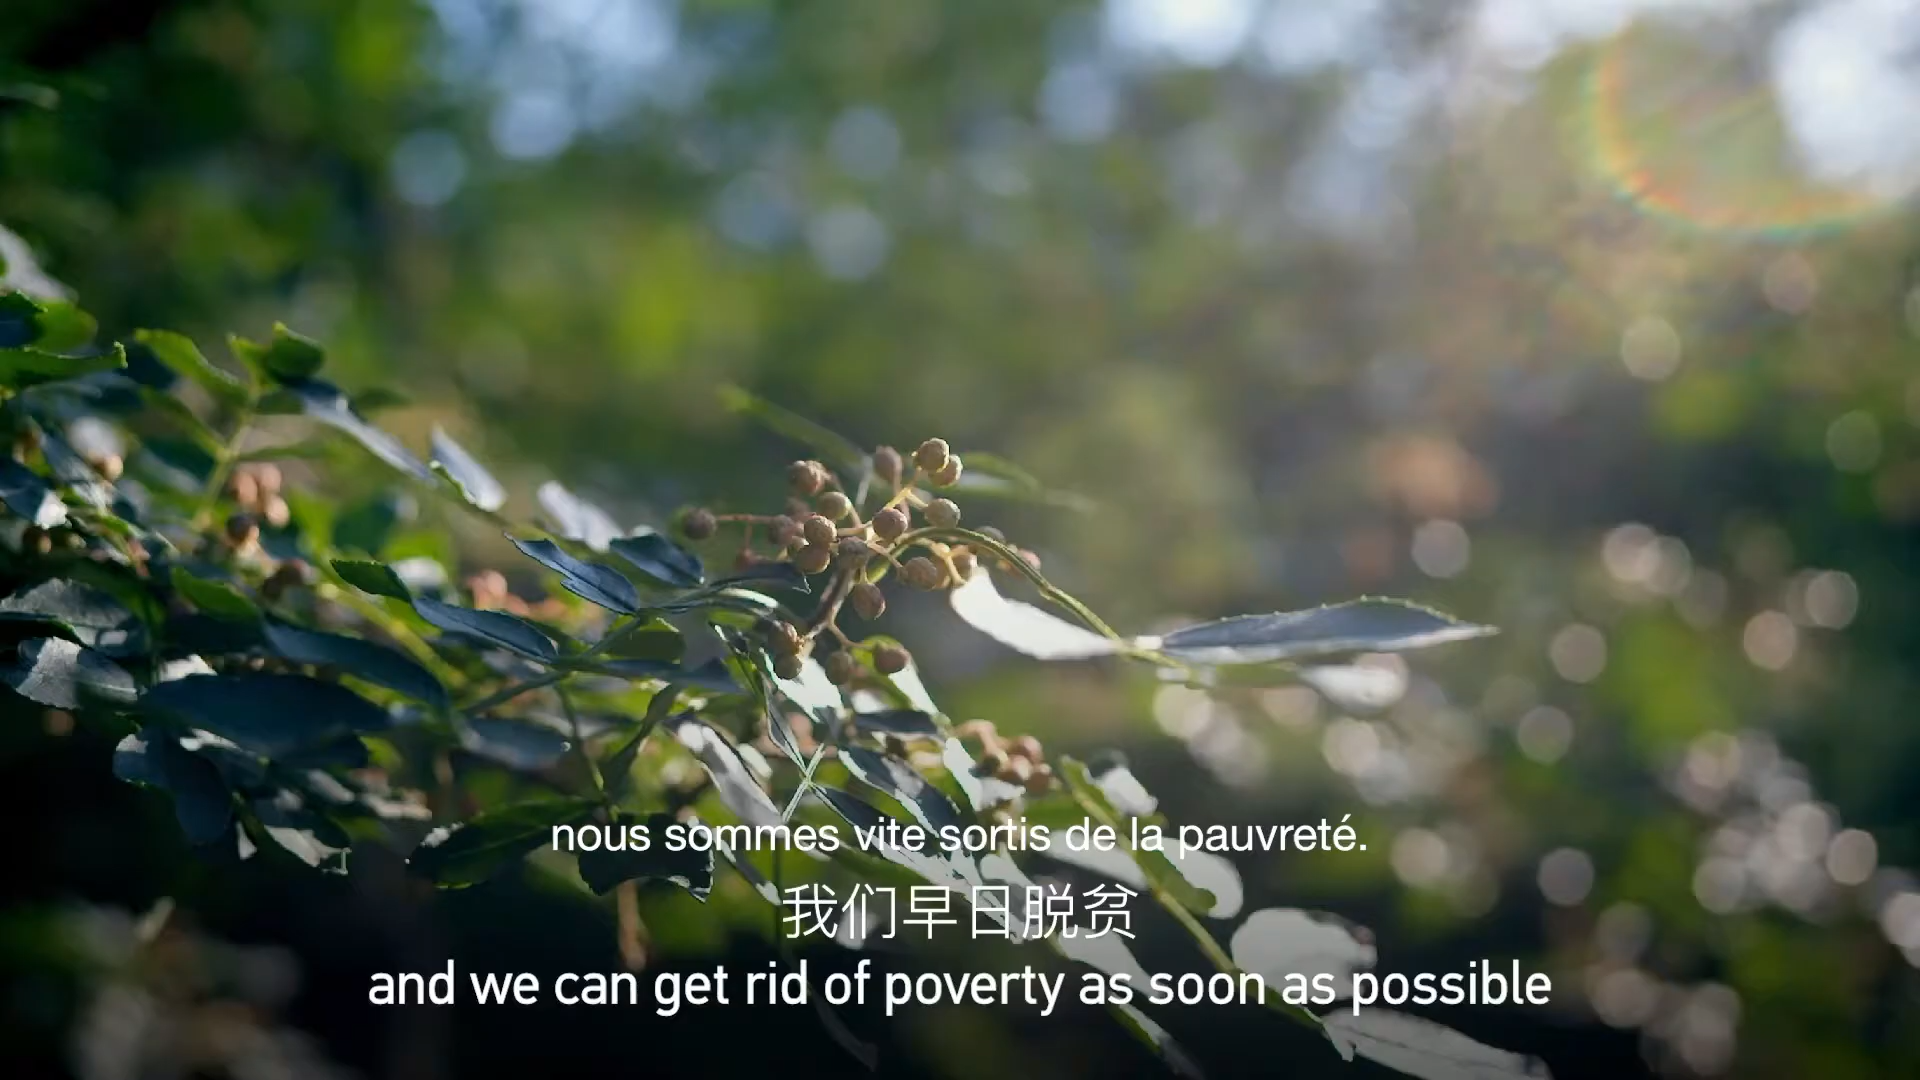 nous sommes vite sortis de la pauvreté.
我们早日脱贫
and we can get rid of poverty as soon as possible